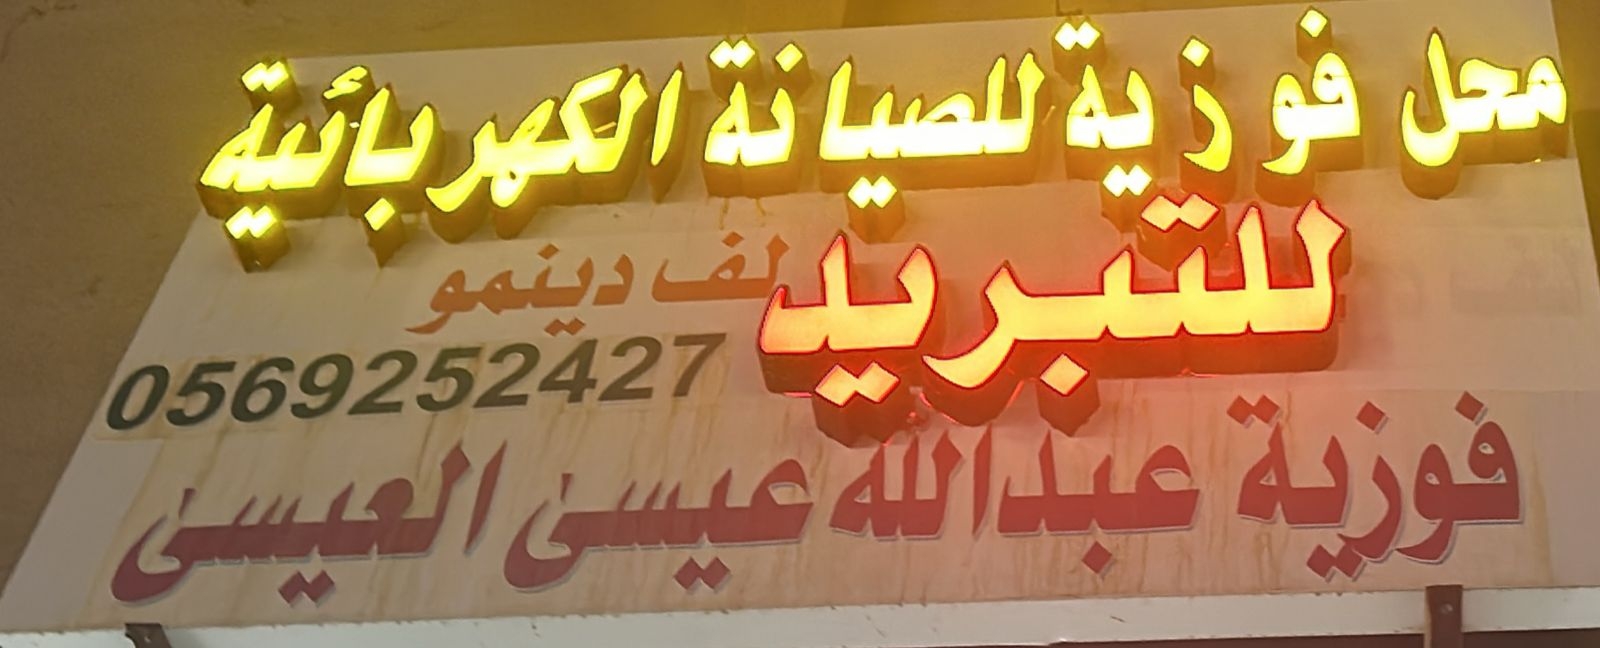 محل فوزية للصيانة الكهربائية
للتبريد
لف دينمو
0569252427
فوزية عبدالله عيسى العيسى